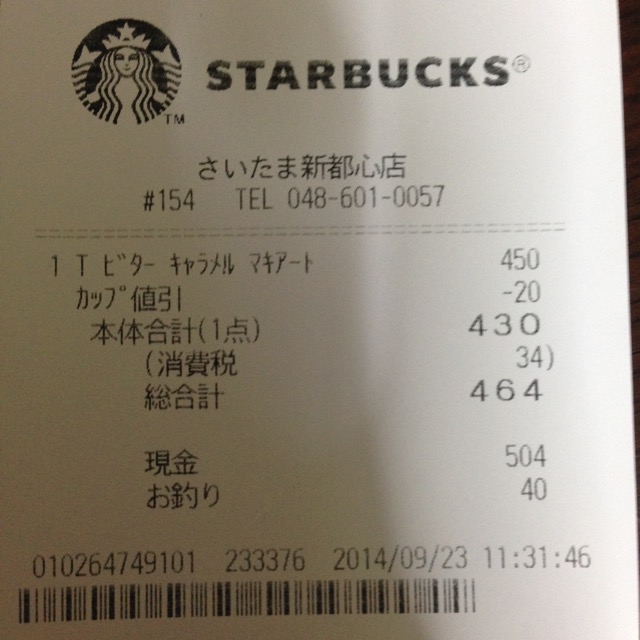 STARBUCKS®
TM
さいたま新都心店
#154 TEL 048-601-0057
1 T ﾋﾞﾀｰ ｷｬﾗﾒﾙ ﾏｷｱｰﾄ 450
ｶｯﾌﾟ値引 -20
本体合計(1点) 430
(消費税 34)
総合計 464
現金 504
お釣り 40
010264749101 233376 2014/09/23 11:31:46